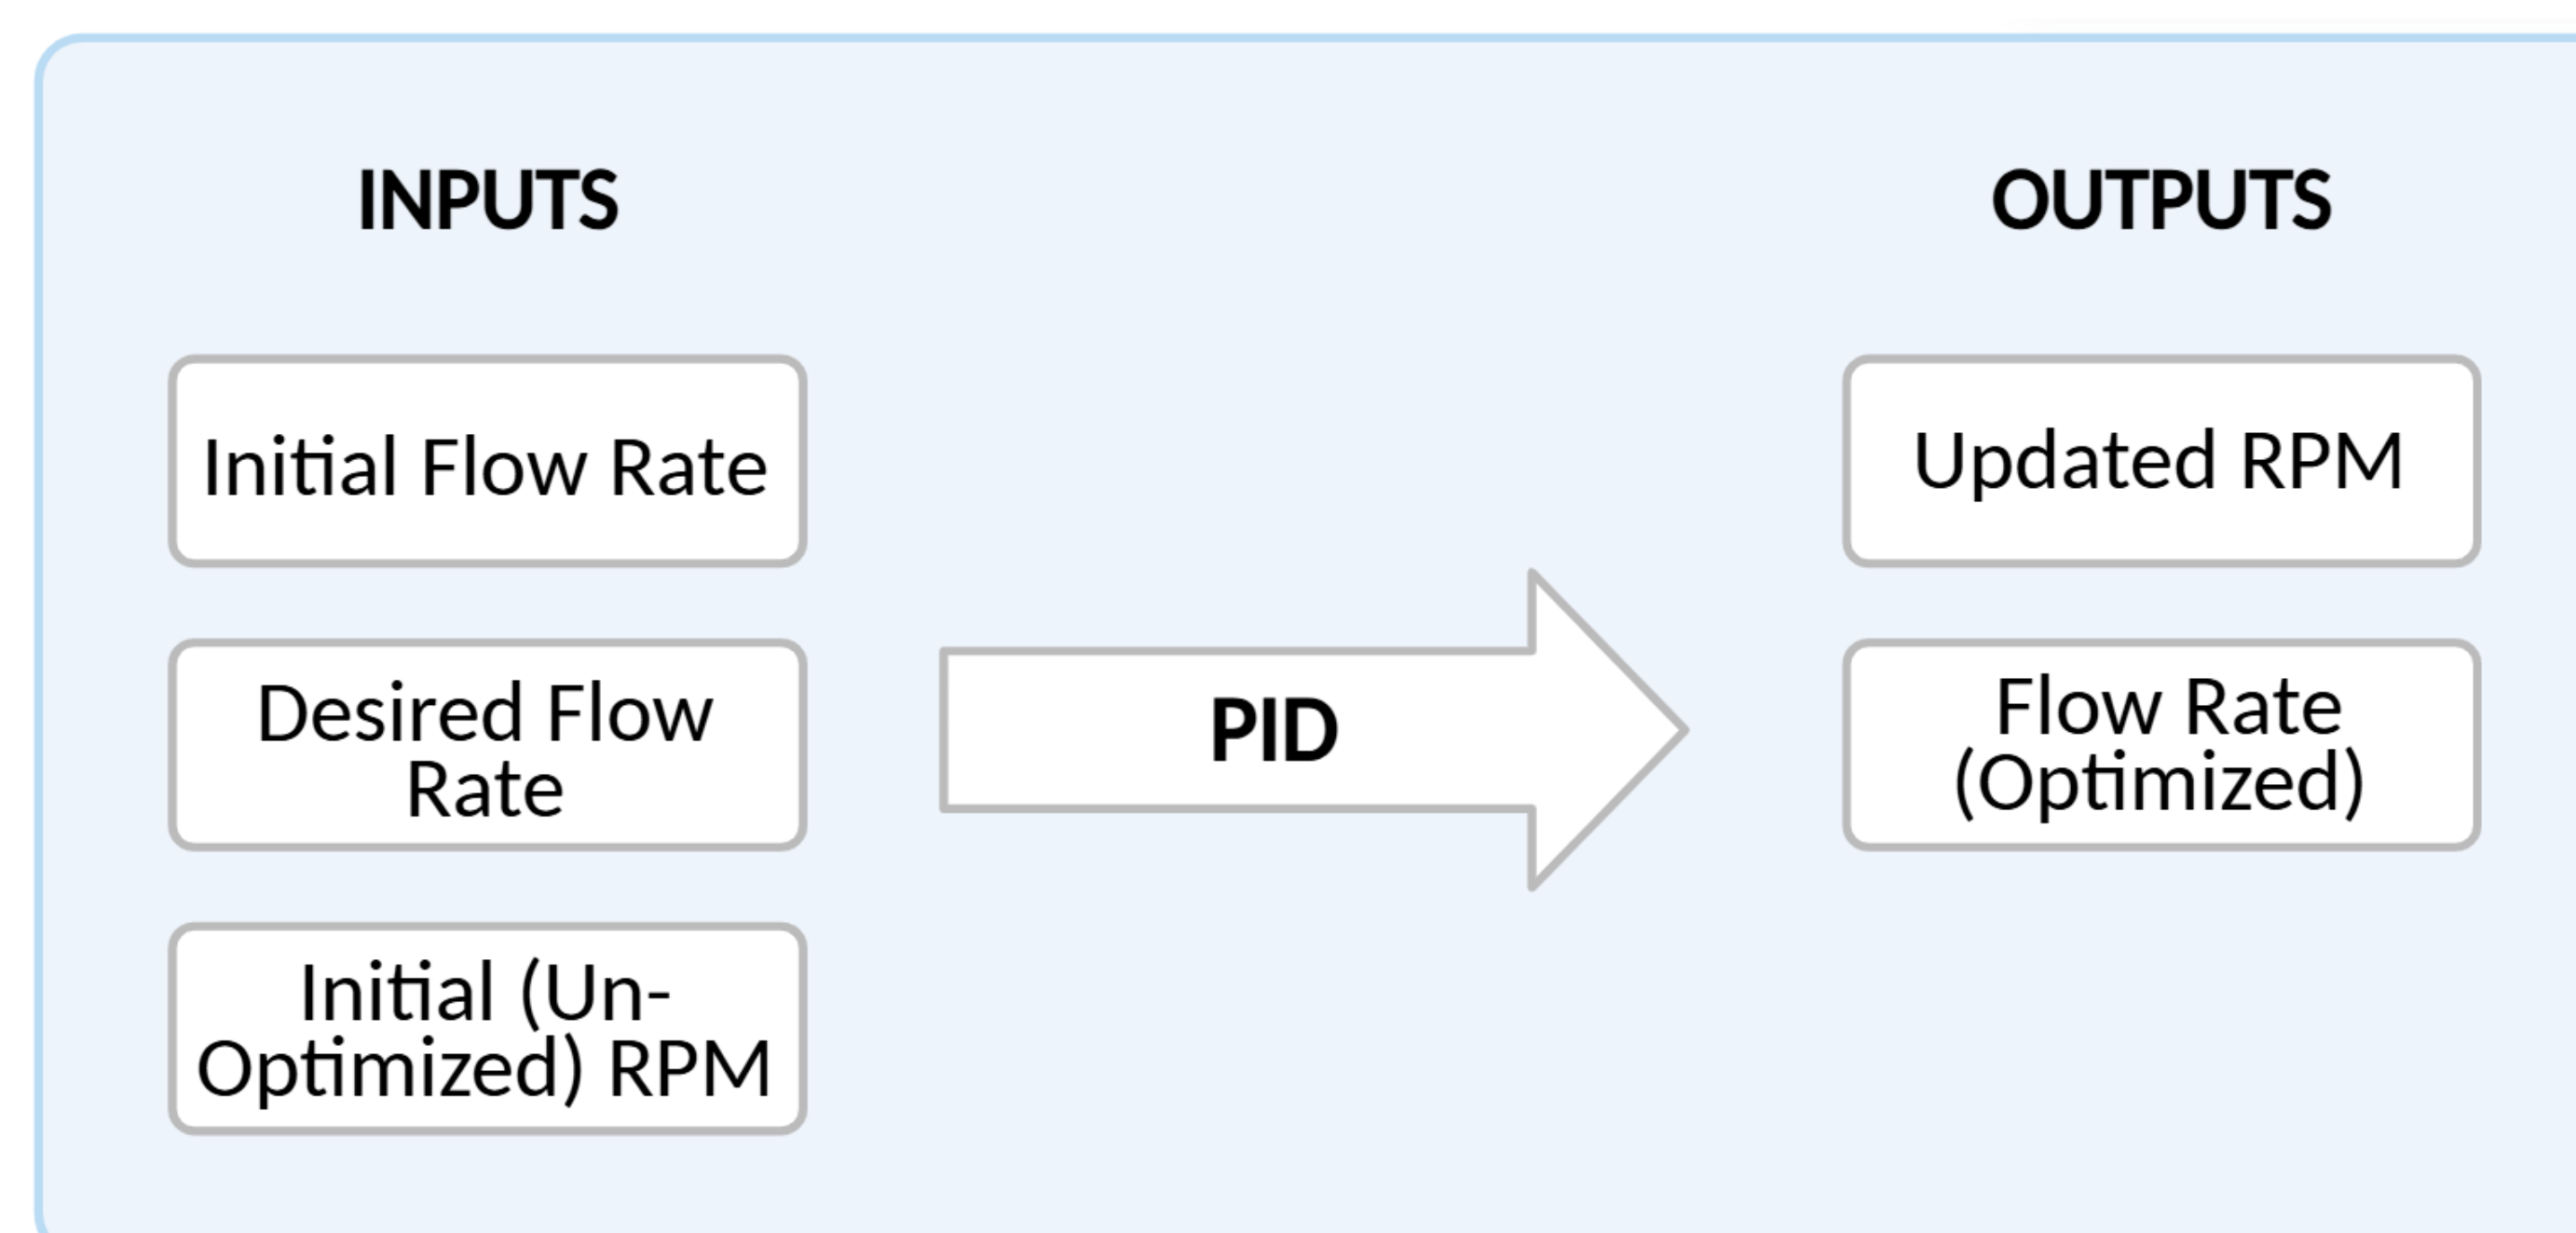 INPUTS
Initial Flow Rate
Desired Flow
Rate
Initial (Un-
Optimized) RPM
PID
OUTPUTS
Updated RPM
Flow Rate
(Optimized)